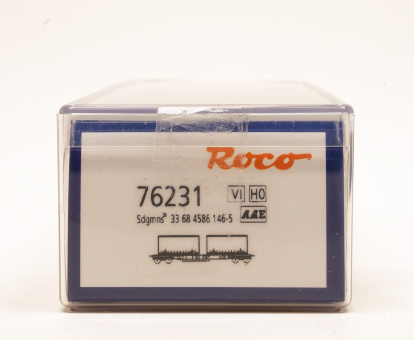 Roco
76231 VI H0
Sdgmns 33 68 4586 146-5 AAE